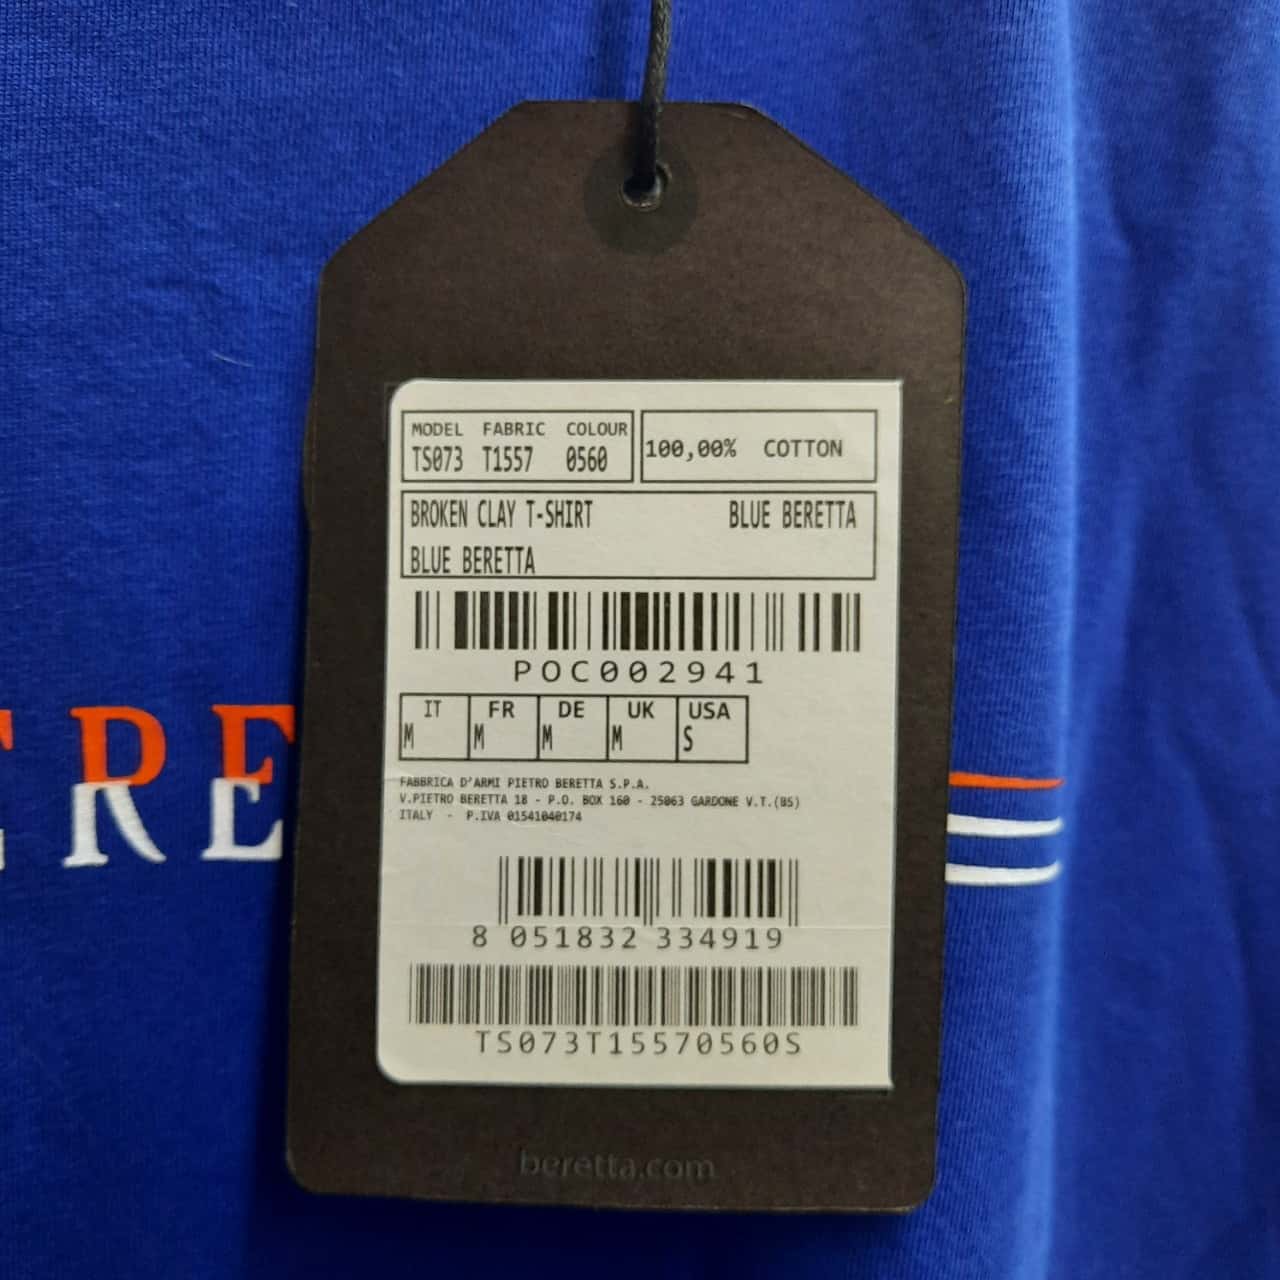 MODEL FABRIC COLOUR
TS073 T1557 0560
100,00% COTTON
BROKEN CLAY T-SHIRT BLUE BERETTA
BLUE BERETTA
POC002941
IT FR DE UK USA
M M M M S
FABBRICA D'ARMI PIETRO BERETTA S.P.A.
V.PIETRO BERETTA 18 - P.O. BOX 160 - 25063 GARDONE V.T.(BS)
ITALY - P.IVA 01541040174
8 051832 334919
TS073T15570560S
beretta.com
RE